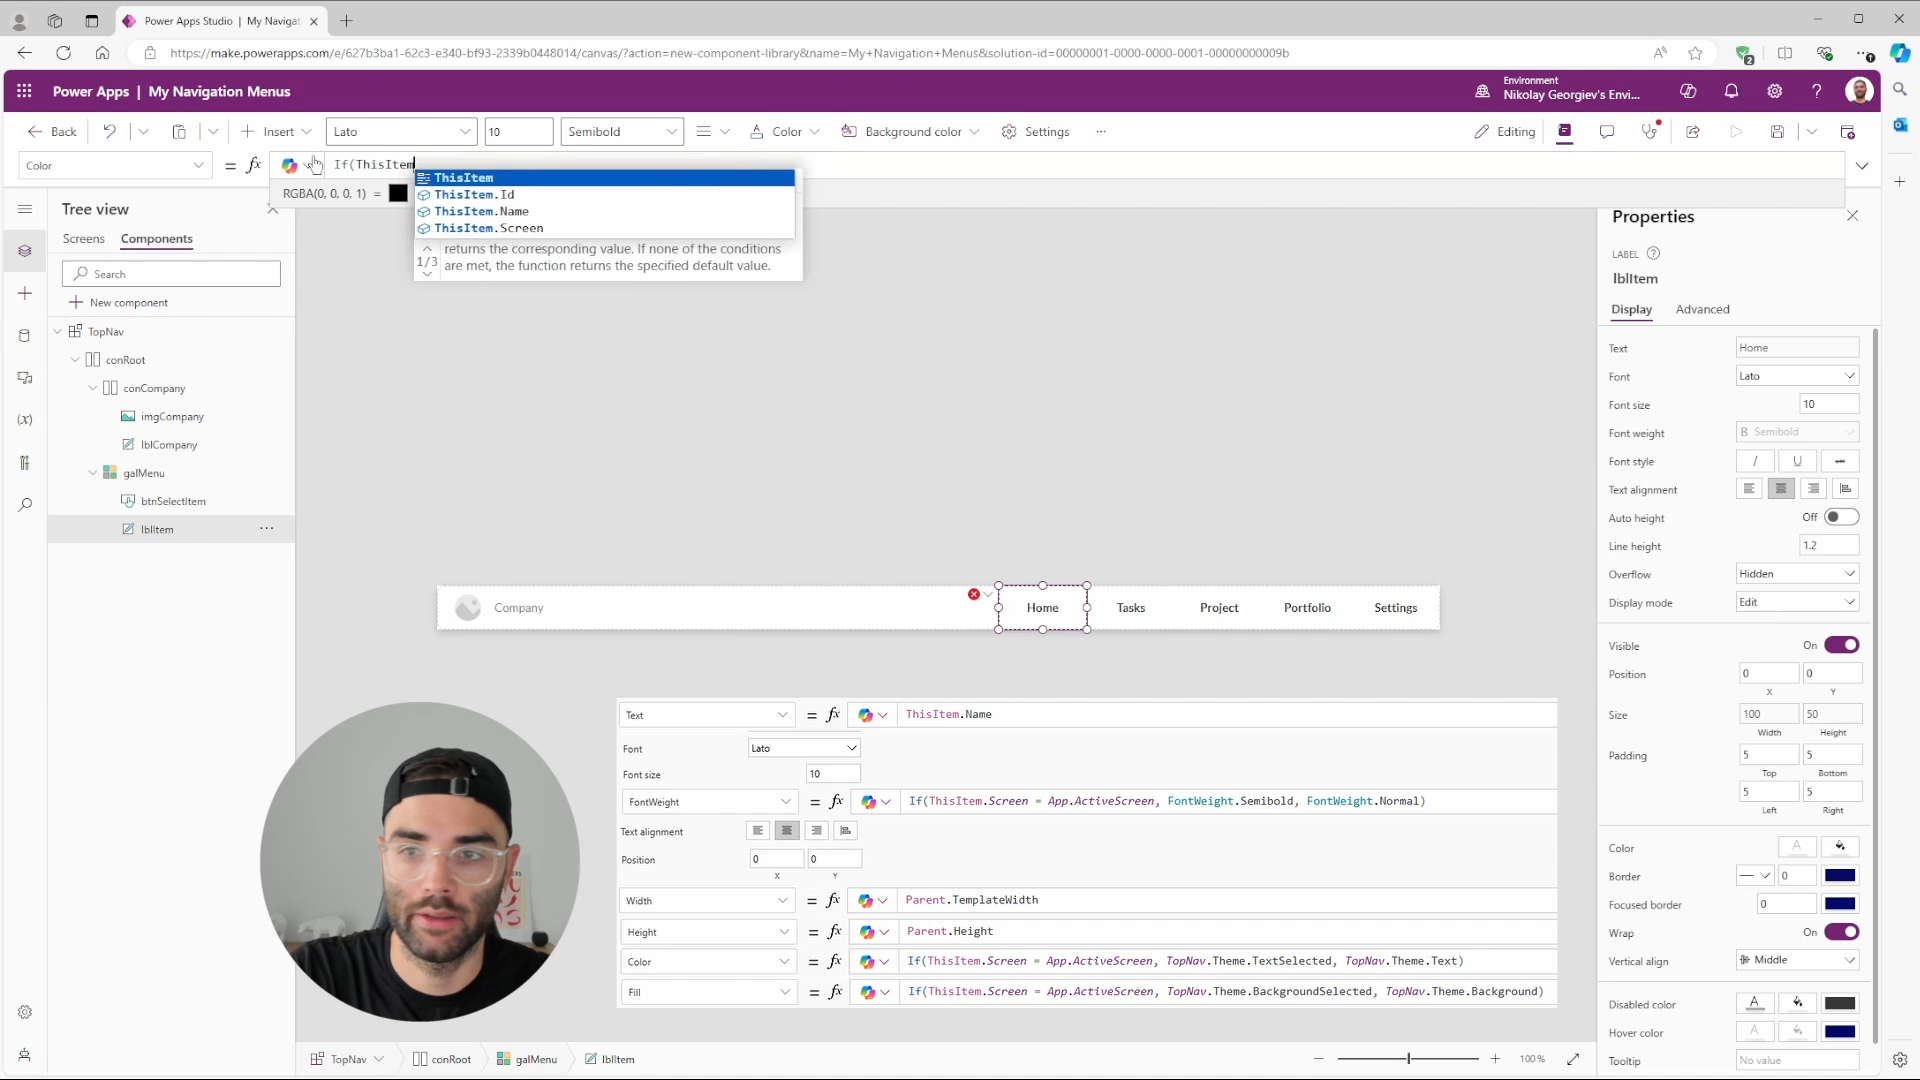 Power Apps Studio | My Navigat
https://make.powerapps.com/e/627b3ba1-62c3-e340-bf93-2339b0448014/canvas/?action=new-component-library&name=My+Navigation+Menus&solution-id=00000001-0000-0000-0001-00000000009b
2
Power Apps | My Navigation Menus
Environment
Nikolay Georgiev's Envi...
Back
Insert
Lato
10
Semibold
Color
Background color
Settings
Editing
Color
= fx
If(ThisItem
RGBA(0, 0, 0, 1) =
ThisItem
ThisItem.Id
ThisItem.Name
ThisItem.Screen
returns the corresponding value. If none of the conditions
1/3 are met, the function returns the specified default value.
Tree view
Screens Components
Search
New component
TopNav
conRoot
conCompany
imgCompany
lblCompany
galMenu
btnSelectItem
lblItem
Company
Home
Tasks
Project
Portfolio
Settings
Text = fx ThisItem.Name
Font Lato
Font size 10
FontWeight = fx If(ThisItem.Screen = App.ActiveScreen, FontWeight.Semibold, FontWeight.Normal)
Text alignment
Position 0 0
X Y
Width = fx Parent.TemplateWidth
Height = fx Parent.Height
Color = fx If(ThisItem.Screen = App.ActiveScreen, TopNav.Theme.TextSelected, TopNav.Theme.Text)
Fill = fx If(ThisItem.Screen = App.ActiveScreen, TopNav.Theme.BackgroundSelected, TopNav.Theme.Background)
TopNav
conRoot
galMenu
lblItem
100 %
Properties
LABEL
lblItem
Display Advanced
Text Home
Font Lato
Font size 10
Font weight B Semibold
Font style / U
Text alignment
Auto height Off
Line height 1.2
Overflow Hidden
Display mode Edit
Visible On
Position 0 0
X Y
Size 100 50
Width Height
Padding 5 5
Top Bottom
5 5
Left Right
Color A
Border 0
Focused border 0
Wrap On
Vertical align Middle
Disabled color A
Hover color A
Tooltip No value